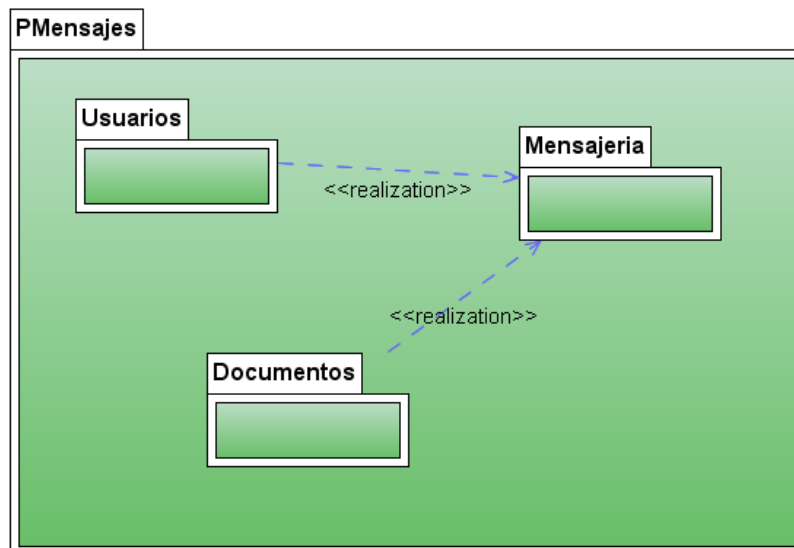 PMensajes
Usuarios
Mensajeria
<<realization>>
<<realization>>
Documentos